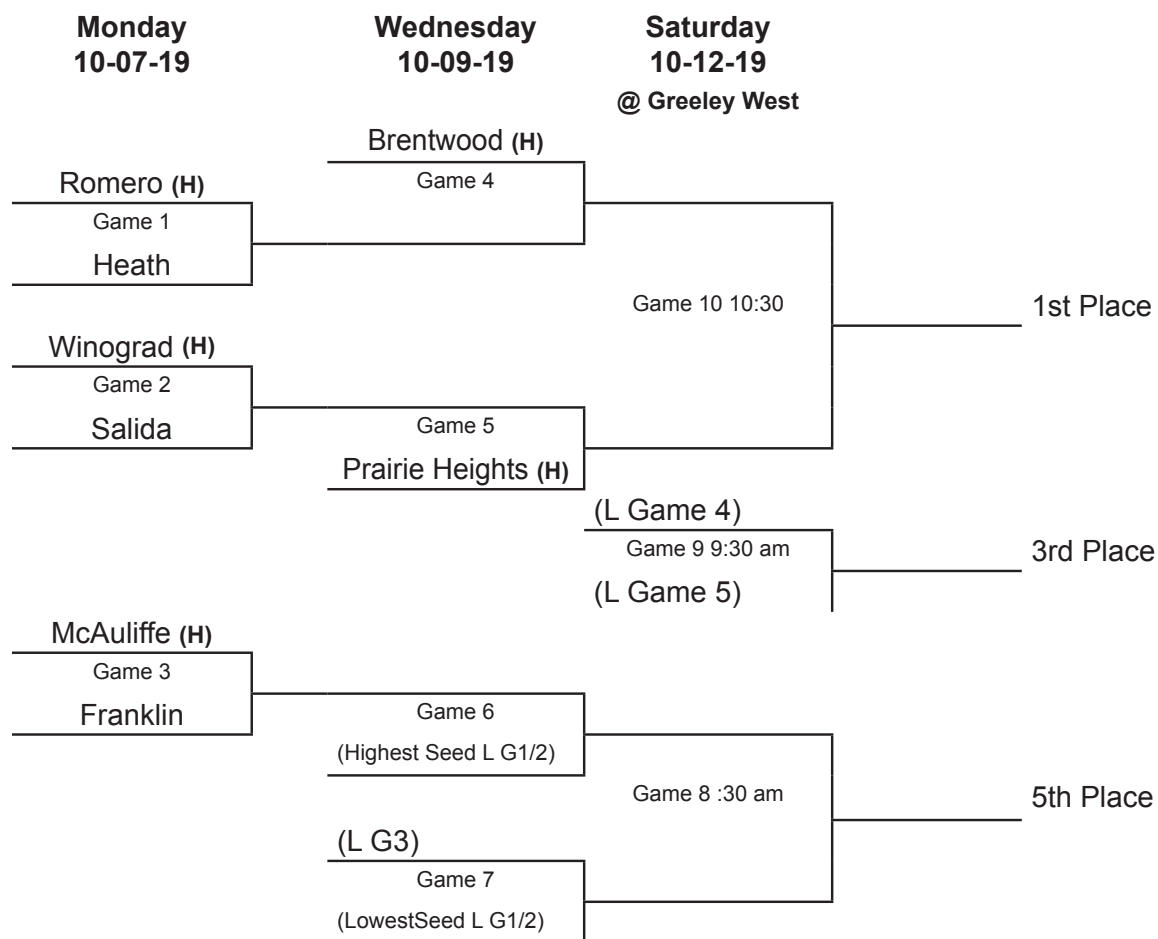 Monday
10-07-19
Wednesday
10-09-19
Saturday
10-12-19
@ Greeley West
Brentwood (H)
Game 4
Romero (H)
Game 1
Heath
Game 10 10:30
1st Place
Winograd (H)
Game 2
Salida
Game 5
Prairie Heights (H)
(L Game 4)
Game 9 9:30 am
(L Game 5)
3rd Place
McAuliffe (H)
Game 3
Franklin
Game 6
(Highest Seed L G1/2)
Game 8 :30 am
5th Place
(L G3)
Game 7
(LowestSeed L G1/2)